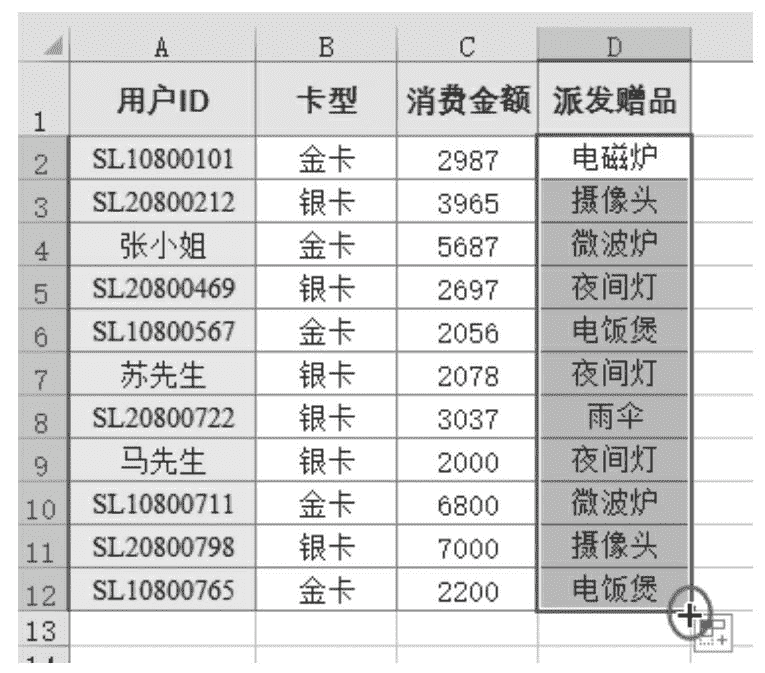 A B C D
1 用户ID 卡型 消费金额 派发赠品
2 SL10800101 金卡 2987 电磁炉
3 SL20800212 银卡 3965 摄像头
4 张小姐 金卡 5687 微波炉
5 SL20800469 银卡 2697 夜间灯
6 SL10800567 金卡 2056 电饭煲
7 苏先生 银卡 2078 夜间灯
8 SL20800722 银卡 3037 雨伞
9 马先生 银卡 2000 夜间灯
10 SL10800711 金卡 6800 微波炉
11 SL20800798 银卡 7000 摄像头
12 SL10800765 金卡 2200 电饭煲
13